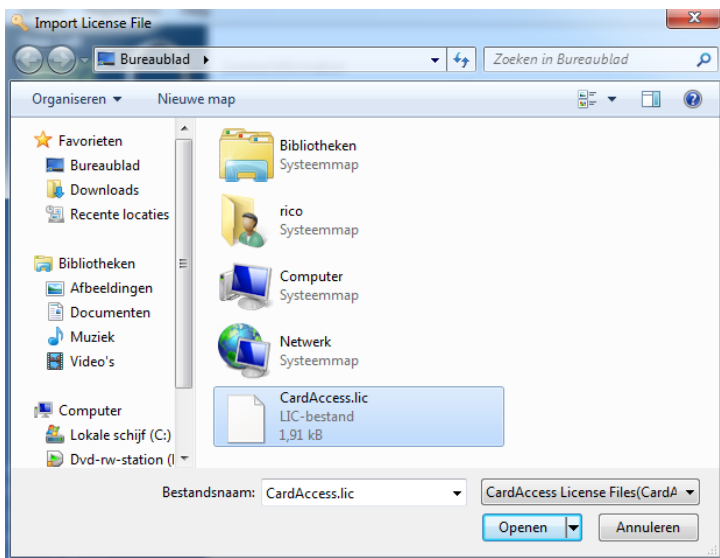 Import License File
Bureaublad
Zoeken in Bureaublad
Organiseren
Nieuwe map
Favorieten
Bureaublad
Downloads
Recente locaties
Bibliotheken
Afbeeldingen
Documenten
Muziek
Video's
Computer
Lokale schijf (C:)
Dvd-rw-station (
Bibliotheken
Systeemmap
rico
Systeemmap
Computer
Systeemmap
Netwerk
Systeemmap
CardAccess.lic
LIC-bestand
1,91 kB
Bestandsnaam: CardAccess.lic
CardAccess License Files(CardA
Openen
Annuleren